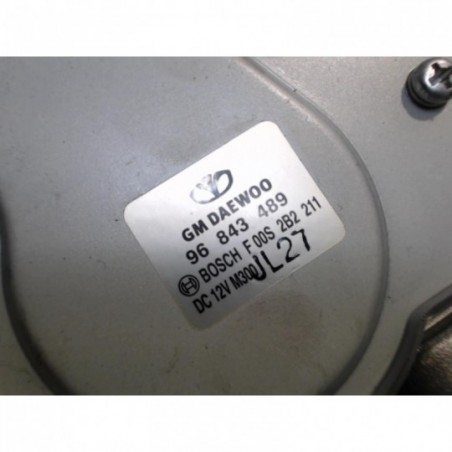 GM DAEWOO
96 843 489
BOSCH F 00S 2B2 211
DC 12V M300
JL27